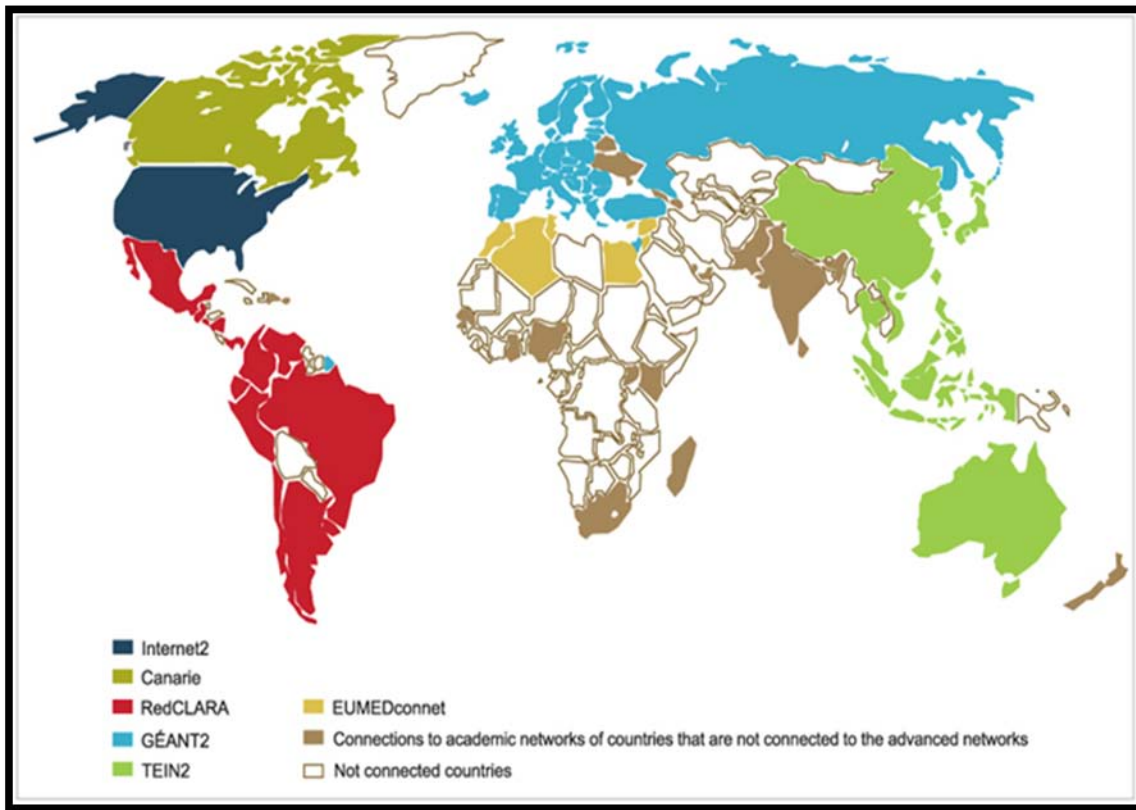 Internet2
Canarie
RedCLARA
GÉANT2
TEIN2
EUMEDconnet
Connections to academic networks of countries that are not connected to the advanced networks
Not connected countries